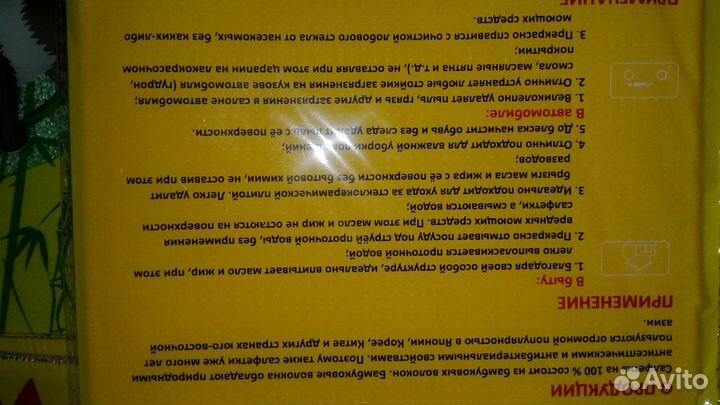 О ПРОДУКЦИИ
Салфетка на 100 % состоит из бамбуковых волокон. Бамбуковые волокна обладают природными
антисептическими и антибактериальными свойствами. Поэтому такие салфетки уже много лет
пользуются огромной популярностью в Японии, Корее, Китае и других странах юго-восточной
азии.
ПРИМЕНЕНИЕ
В быту:
1. Благодаря своей особой структуре, идеально впитывает масло и жир, при этом
легко выполаскивается проточной водой;
2. Прекрасно отмывает посуду под струёй проточной воды, без применения
вредных моющих средств. При этом масло и жир не остаются на поверхности
салфетки, а смываются водой;
3. Идеально подходит для ухода за стеклокерамической плитой. Легко удалит
брызги масла и жира с её поверхности без бытовой химии, не оставив при этом
разводов;
4. Отлично подходит для влажной уборки помещений;
5. До блеска начистит обувь и без следа удалит пыль с её поверхности.
В автомобиле:
1. Великолепно удаляет пыль, грязь и другие загрязнения в салоне автомобиля;
2. Отлично устраняет любые стойкие загрязнения на кузове автомобиля (гудрон,
смола, масляные пятна и т.д.), не оставляя при этом царапин на лакокрасочном
покрытии;
3. Прекрасно справится с очисткой лобового стекла от насекомых, без каких-либо
моющих средств.
ПРИМЕЧАНИЕ
Avito